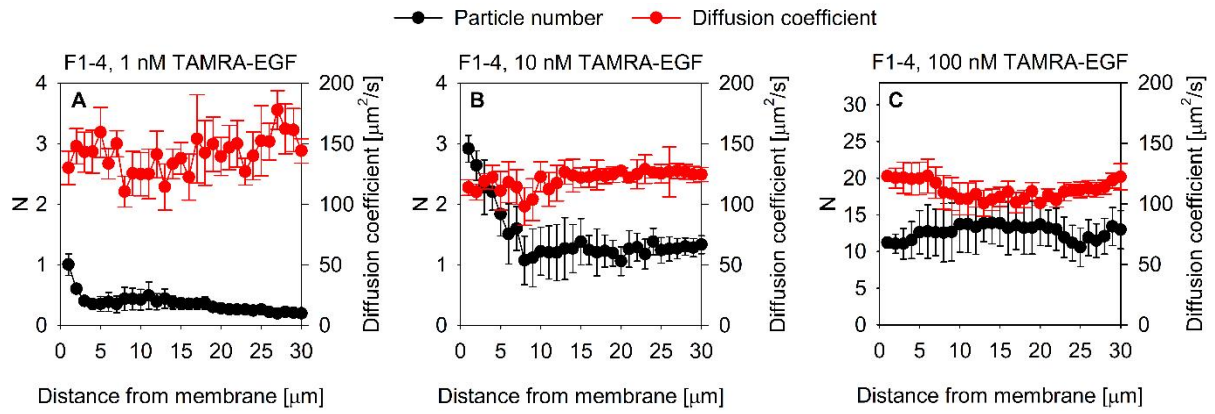 Particle number Diffusion coefficient
F1-4, 1 nM TAMRA-EGF
A
4
3
2
1
0
N
200
150
100
50
0
Diffusion coefficient [µm²/s]
0 5 10 15 20 25 30
Distance from membrane [µm]
F1-4, 10 nM TAMRA-EGF
B
4
3
2
1
0
N
200
150
100
50
0
Diffusion coefficient [µm²/s]
0 5 10 15 20 25 30
Distance from membrane [µm]
F1-4, 100 nM TAMRA-EGF
C
30
25
20
15
10
5
0
N
200
150
100
50
0
Diffusion coefficient [µm²/s]
0 5 10 15 20 25 30
Distance from membrane [µm]